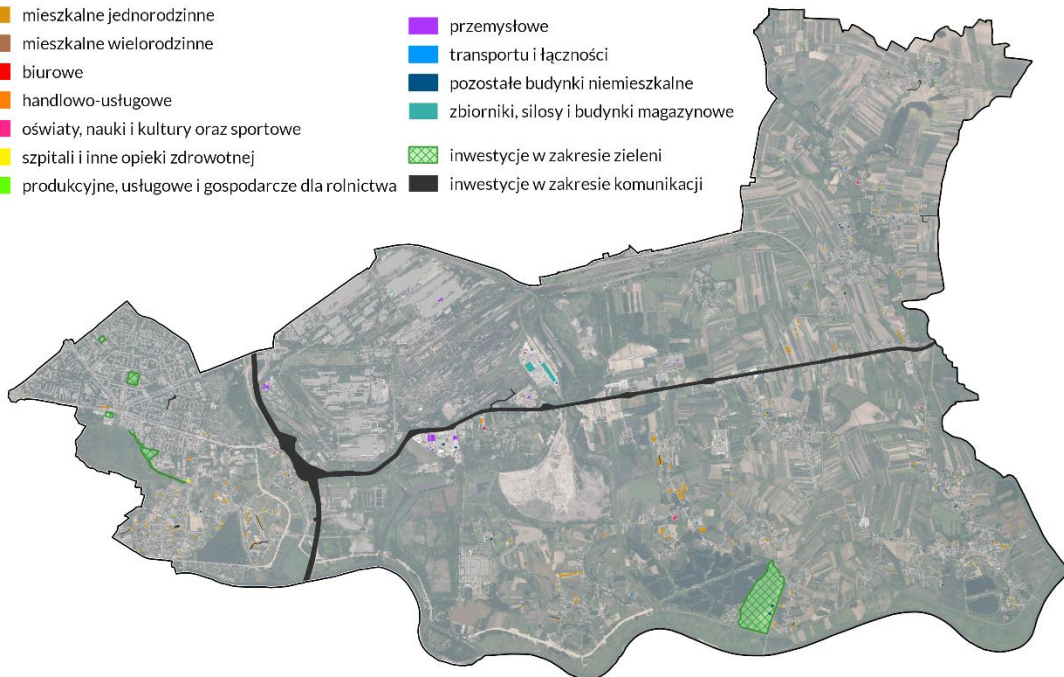 mieszkalne jednorodzinne
mieszkalne wielorodzinne
biurowe
handlowo-usługowe
oświaty, nauki i kultury oraz sportowe
szpitali i inne opieki zdrowotnej
produkcyjne, usługowe i gospodarcze dla rolnictwa
przemysłowe
transportu i łączności
pozostałe budynki niemieszkalne
zbiorniki, silosy i budynki magazynowe
inwestycje w zakresie zieleni
inwestycje w zakresie komunikacji